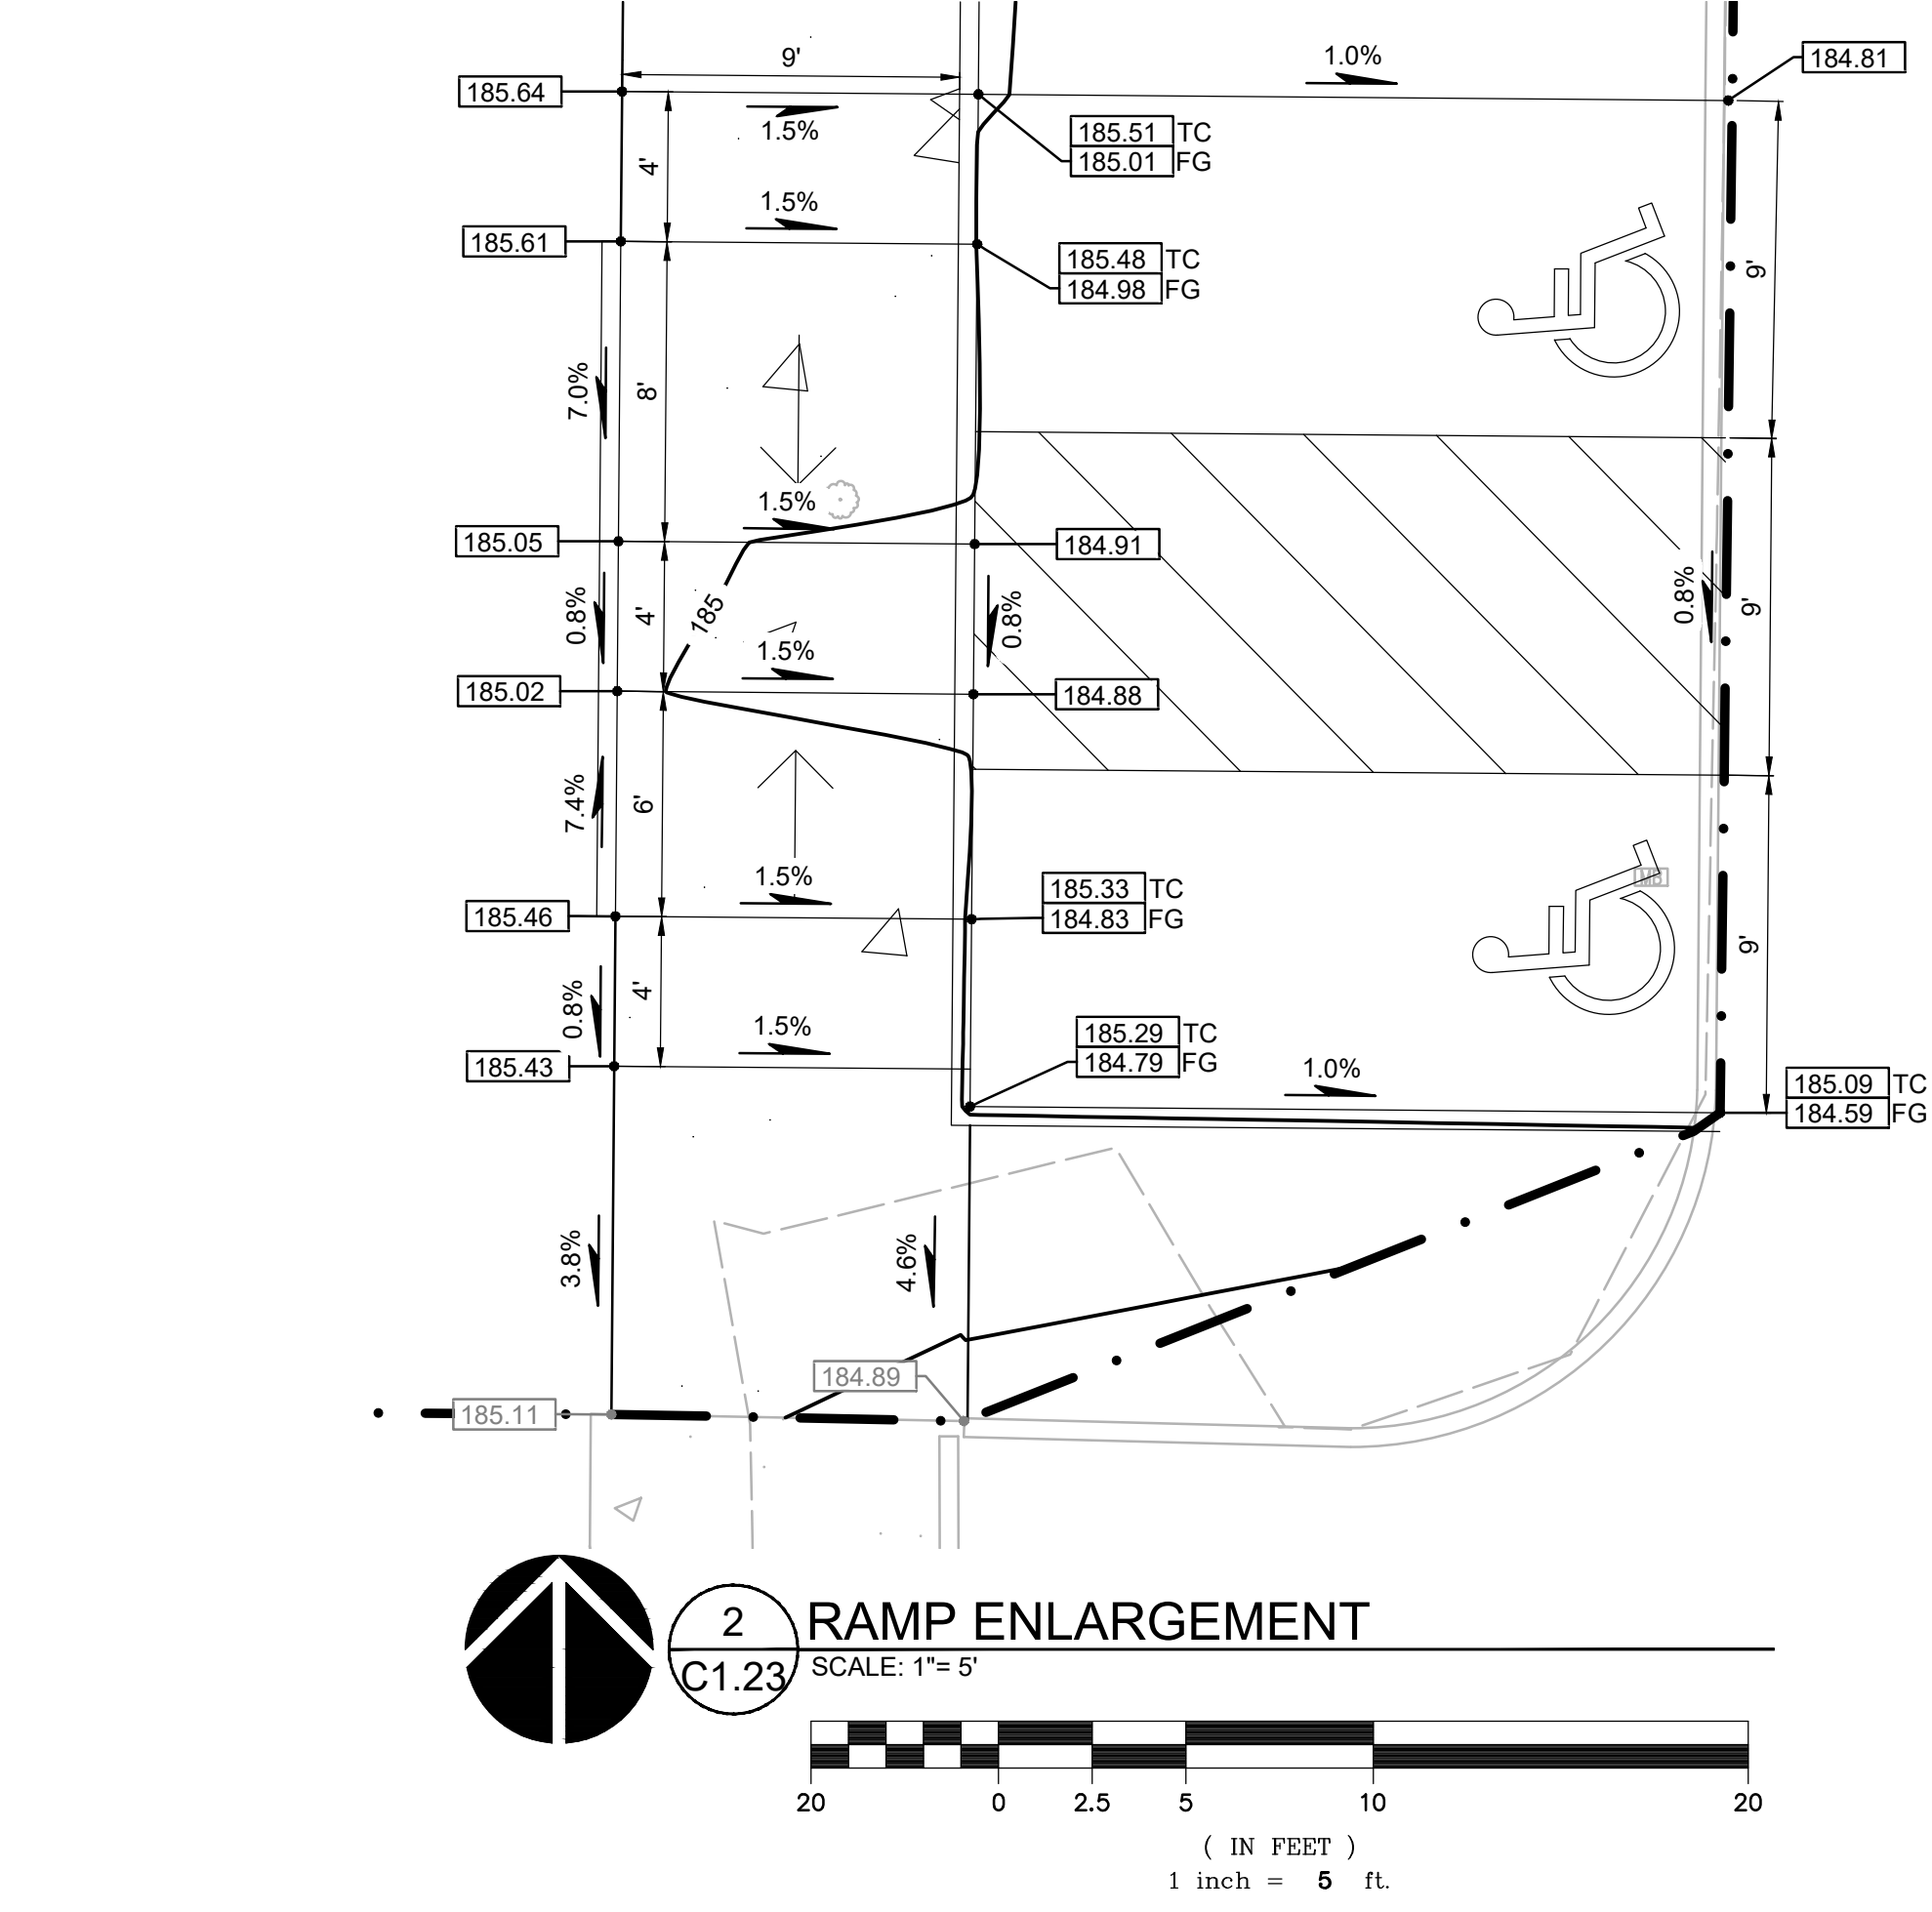 9'
1.0%
184.81
185.64
1.5%
185.51 TC
185.01 FG
4'
1.5%
185.61
185.48 TC
184.98 FG
9'
7.0%
8'
1.5%
185.05
184.91
0.8%
4'
185
0.8%
0.8%
9'
1.5%
185.02
184.88
7.4%
6'
1.5%
185.33 TC
184.83 FG
MB
185.46
9'
0.8%
4'
1.5%
185.29 TC
184.79 FG
1.0%
185.43
185.09 TC
184.59 FG
3.8%
4.6%
184.89
185.11
2
C1.23
RAMP ENLARGEMENT
SCALE: 1"= 5'
20 0 2.5 5 10 20
( IN FEET )
1 inch = 5 ft.